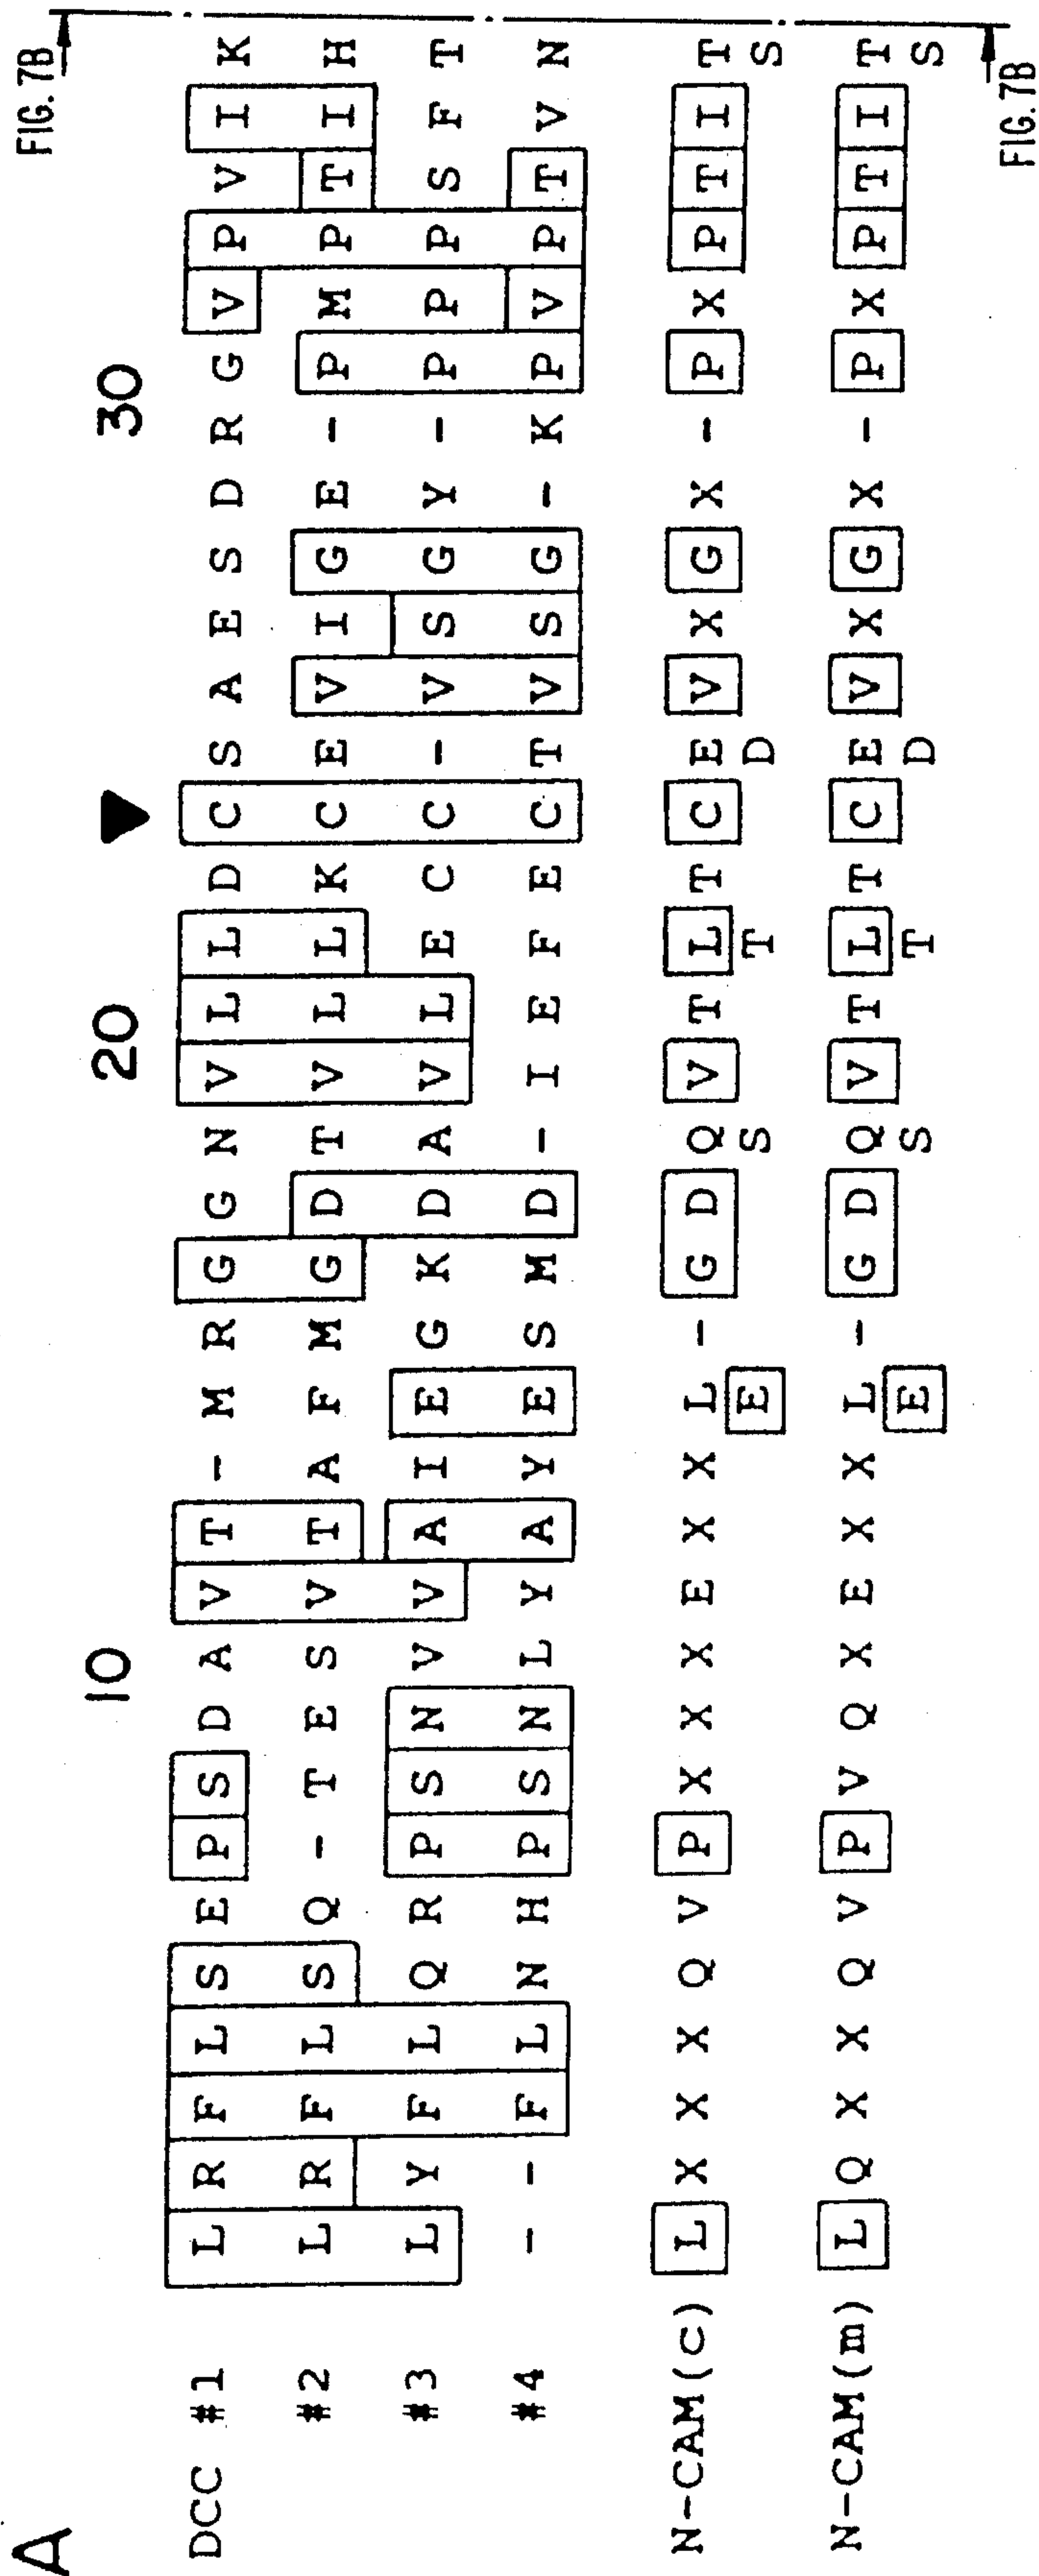 A
FIG. 7B
10 20 30
DCC #1 L R F L S E P S D A V T - M R G G N V L L D C S A E S D R G V P V I K
#2 L R F L S Q - T E S V T A F M G D T V L L K C E V I G E - P M P T I H
#3 L Y F L Q R P S N V V A I E G K D A V L E C C - V S G Y - P P P S F T
#4 - - F L N H P S N L Y A Y E S M D - I E F E C T V S G - K P V P T V N
N-CAM(c) L X X X Q V P X X X E X X L - G D Q V T L T C E V X G X - P X P T I T
E S T D S
N-CAM(m) L Q X X Q V P V Q X E X X L - G D Q V T L T C E V X G X - P X P T I T
E S T D S
FIG. 7B